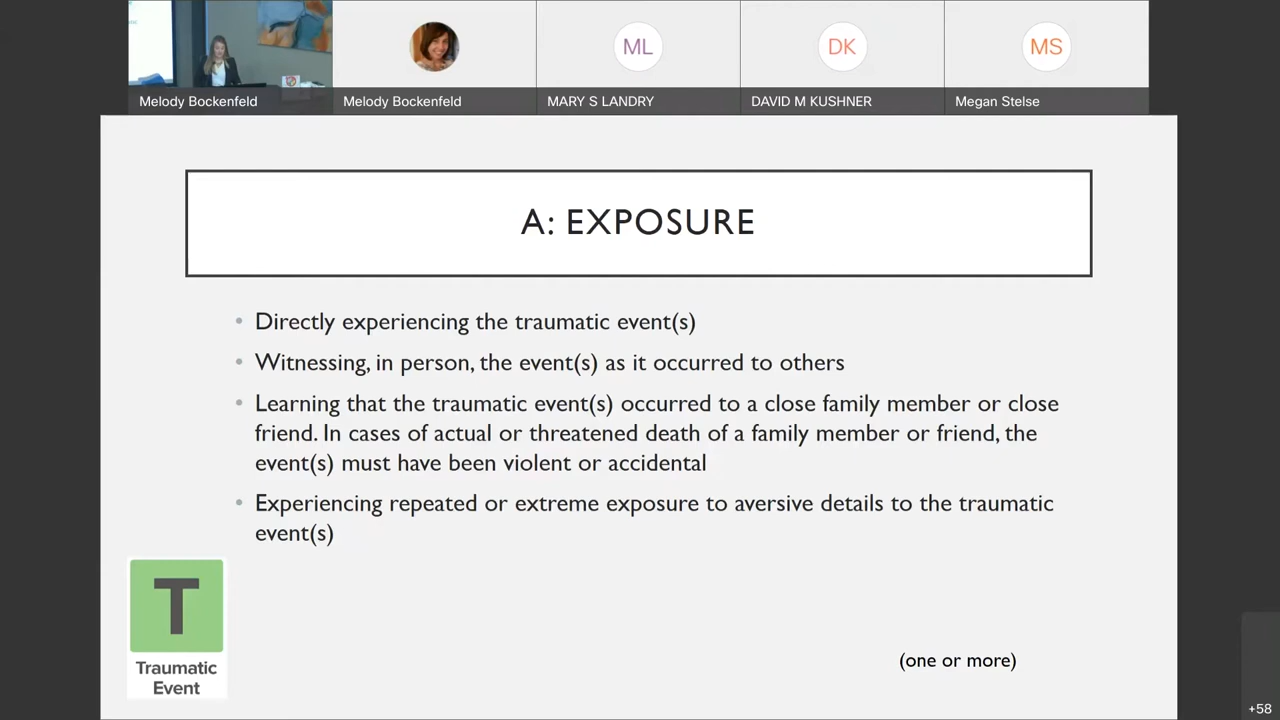 ML
DK
MS
Melody Bockenfeld
Melody Bockenfeld
MARY S LANDRY
DAVID M KUSHNER
Megan Stelse
A: EXPOSURE
• Directly experiencing the traumatic event(s)
• Witnessing, in person, the event(s) as it occurred to others
• Learning that the traumatic event(s) occurred to a close family member or close
friend. In cases of actual or threatened death of a family member or friend, the
event(s) must have been violent or accidental
• Experiencing repeated or extreme exposure to aversive details to the traumatic
event(s)
T
Traumatic
Event
(one or more)
+58